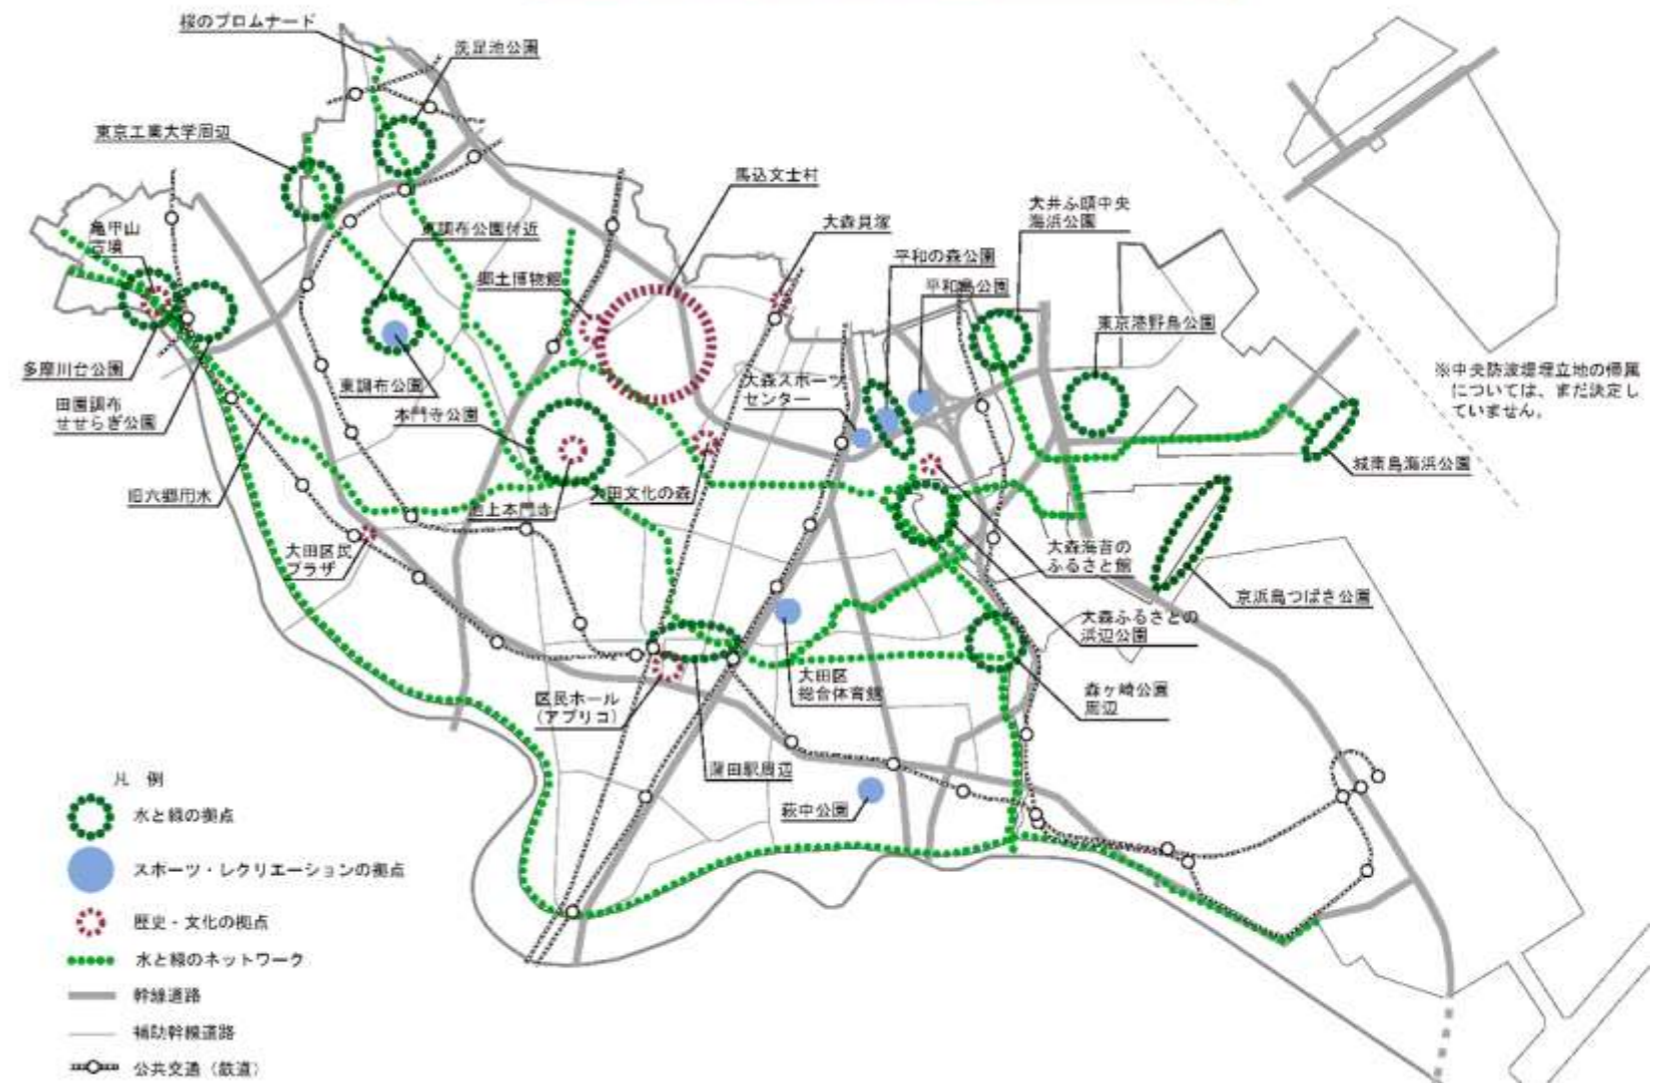 桜のプロムナード
洗足池公園
東京工業大学周辺
馬込文士村
大森貝塚
大井ふ頭中央
海浜公園
亀甲山
古墳
東調布公園付近
平和の森公園
郷土博物館
平和島公園
東京港野鳥公園
多摩川台公園
東調布公園
大森スポーツ
センター
※中央防波堤埋立地の帰属
については、まだ決定し
ていません。
田園調布
せせらぎ公園
本門寺公園
城南島海浜公園
旧六郷用水
池上本門寺
大田文化の森
大田区民
プラザ
大森海苔の
ふるさと館
京浜島つばさ公園
大森ふるさとの
浜辺公園
大田区
総合体育館
区民ホール
（アプリコ）
森ヶ崎公園
周辺
蒲田駅周辺
萩中公園
凡 例
水と緑の拠点
スポーツ・レクリエーションの拠点
歴史・文化の拠点
水と緑のネットワーク
幹線道路
補助幹線道路
公共交通（鉄道）